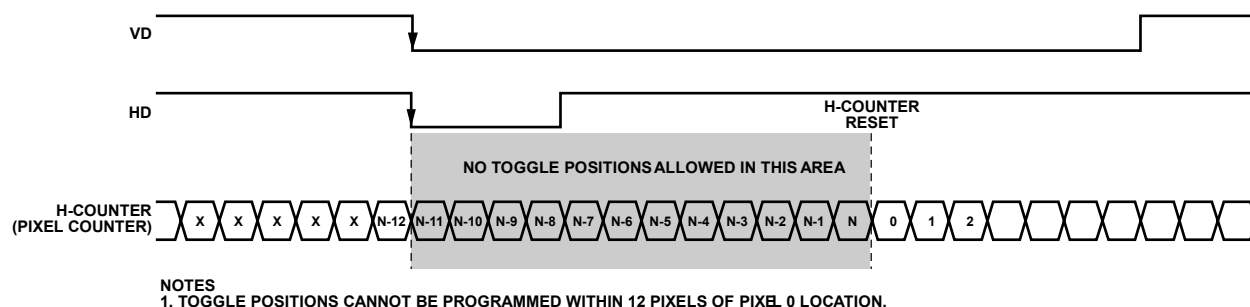 VD
HD
H-COUNTER
RESET
NO TOGGLE POSITIONS ALLOWED IN THIS AREA
H-COUNTER
(PIXEL COUNTER)
X X X X X N-12 N-11 N-10 N-9 N-8 N-7 N-6 N-5 N-4 N-3 N-2 N-1 N 0 1 2
NOTES
1. TOGGLE POSITIONS CANNOT BE PROGRAMMED WITHIN 12 PIXELS OF PIXEL 0 LOCATION.